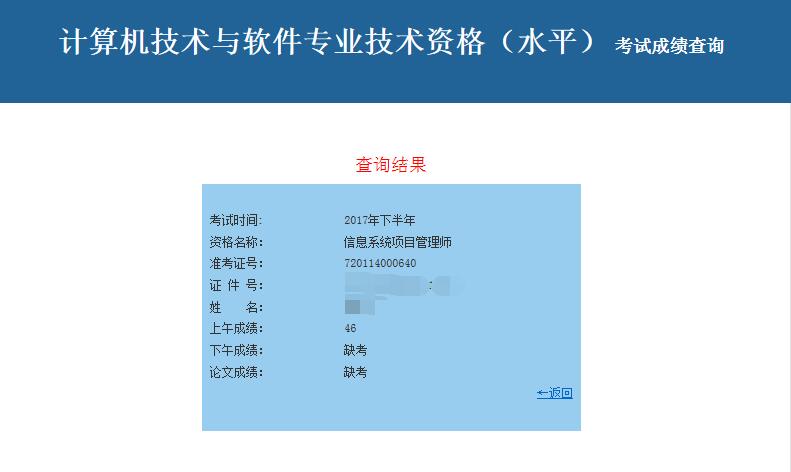 计算机技术与软件专业技术资格（水平） 考试成绩查询
查询结果
考试时间: 2017年下半年
资格名称: 信息系统项目管理师
准考证号: 720114000640
证 件 号:
姓 名:
上午成绩: 46
下午成绩: 缺考
论文成绩: 缺考
←返回